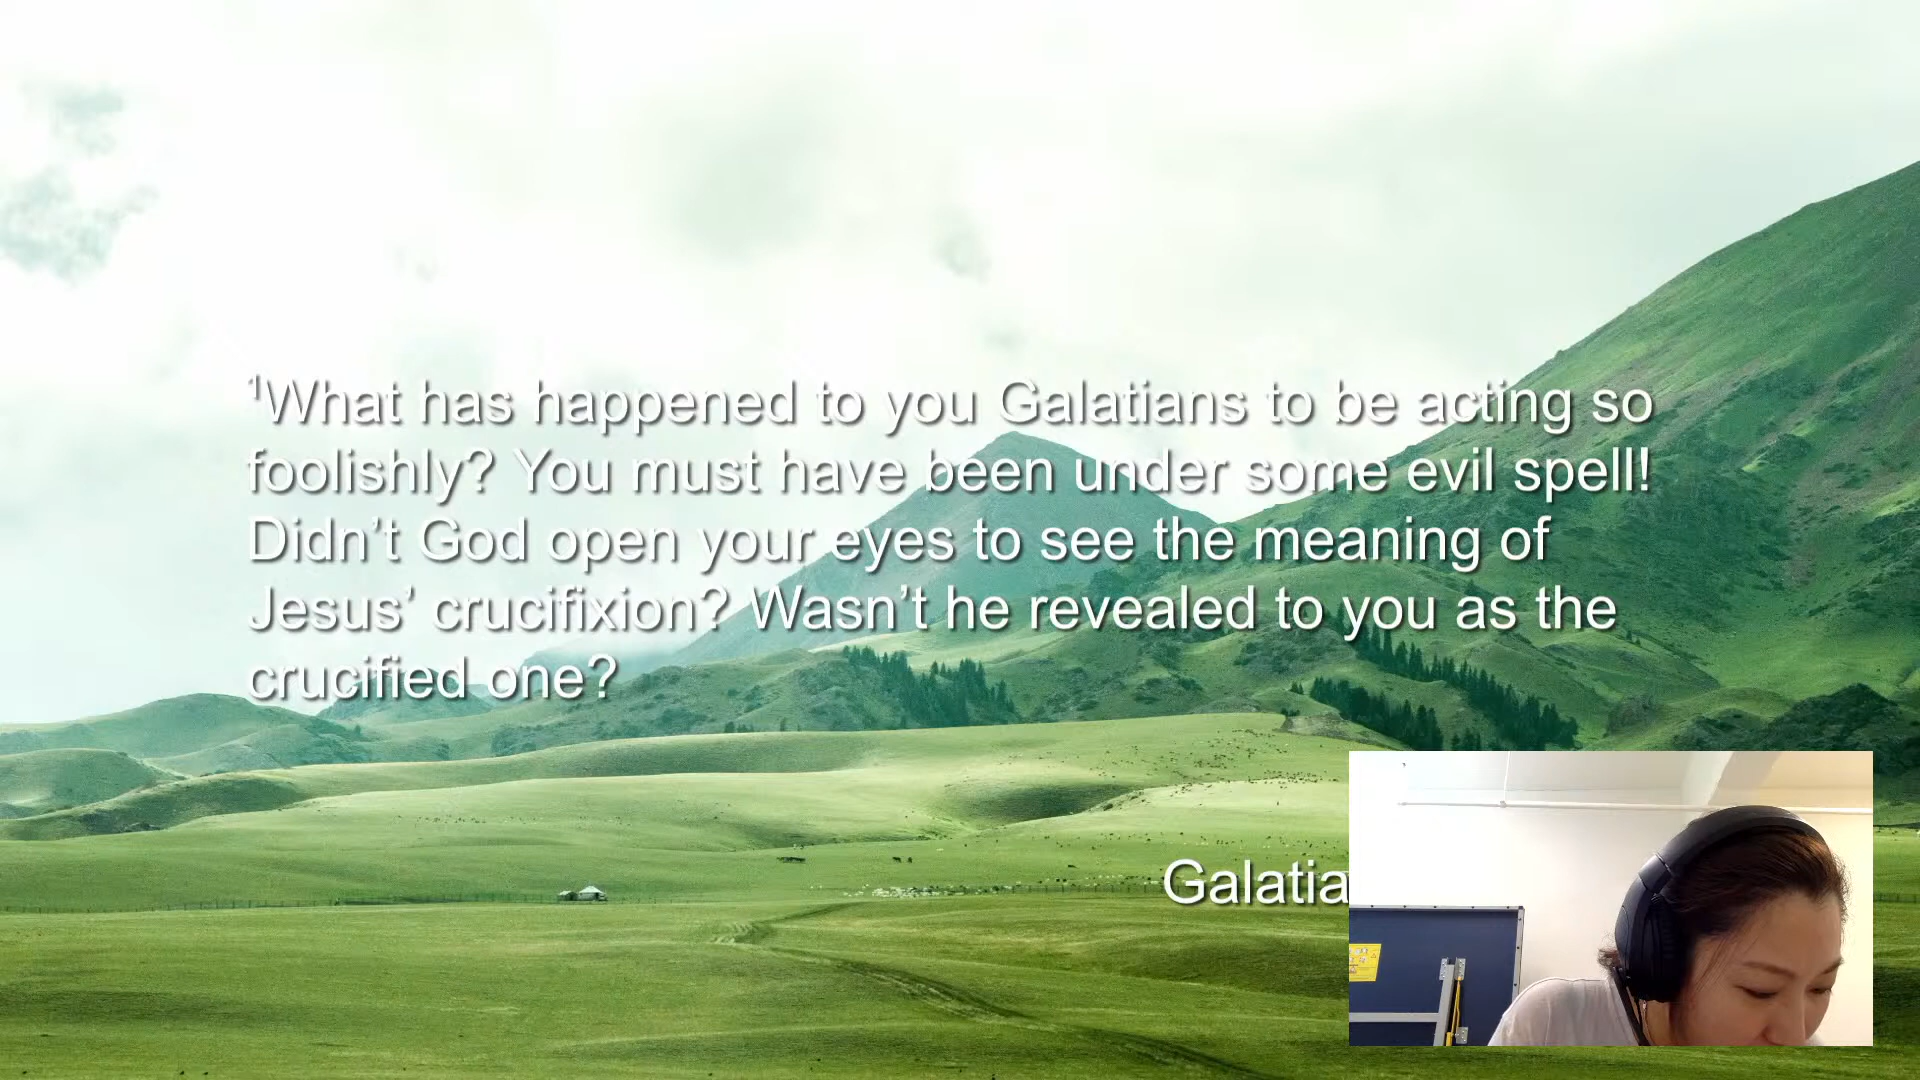 ¹What has happened to you Galatians to be acting so
foolishly? You must have been under some evil spell!
Didn’t God open your eyes to see the meaning of
Jesus’ crucifixion? Wasn’t he revealed to you as the
crucified one?
Galatia